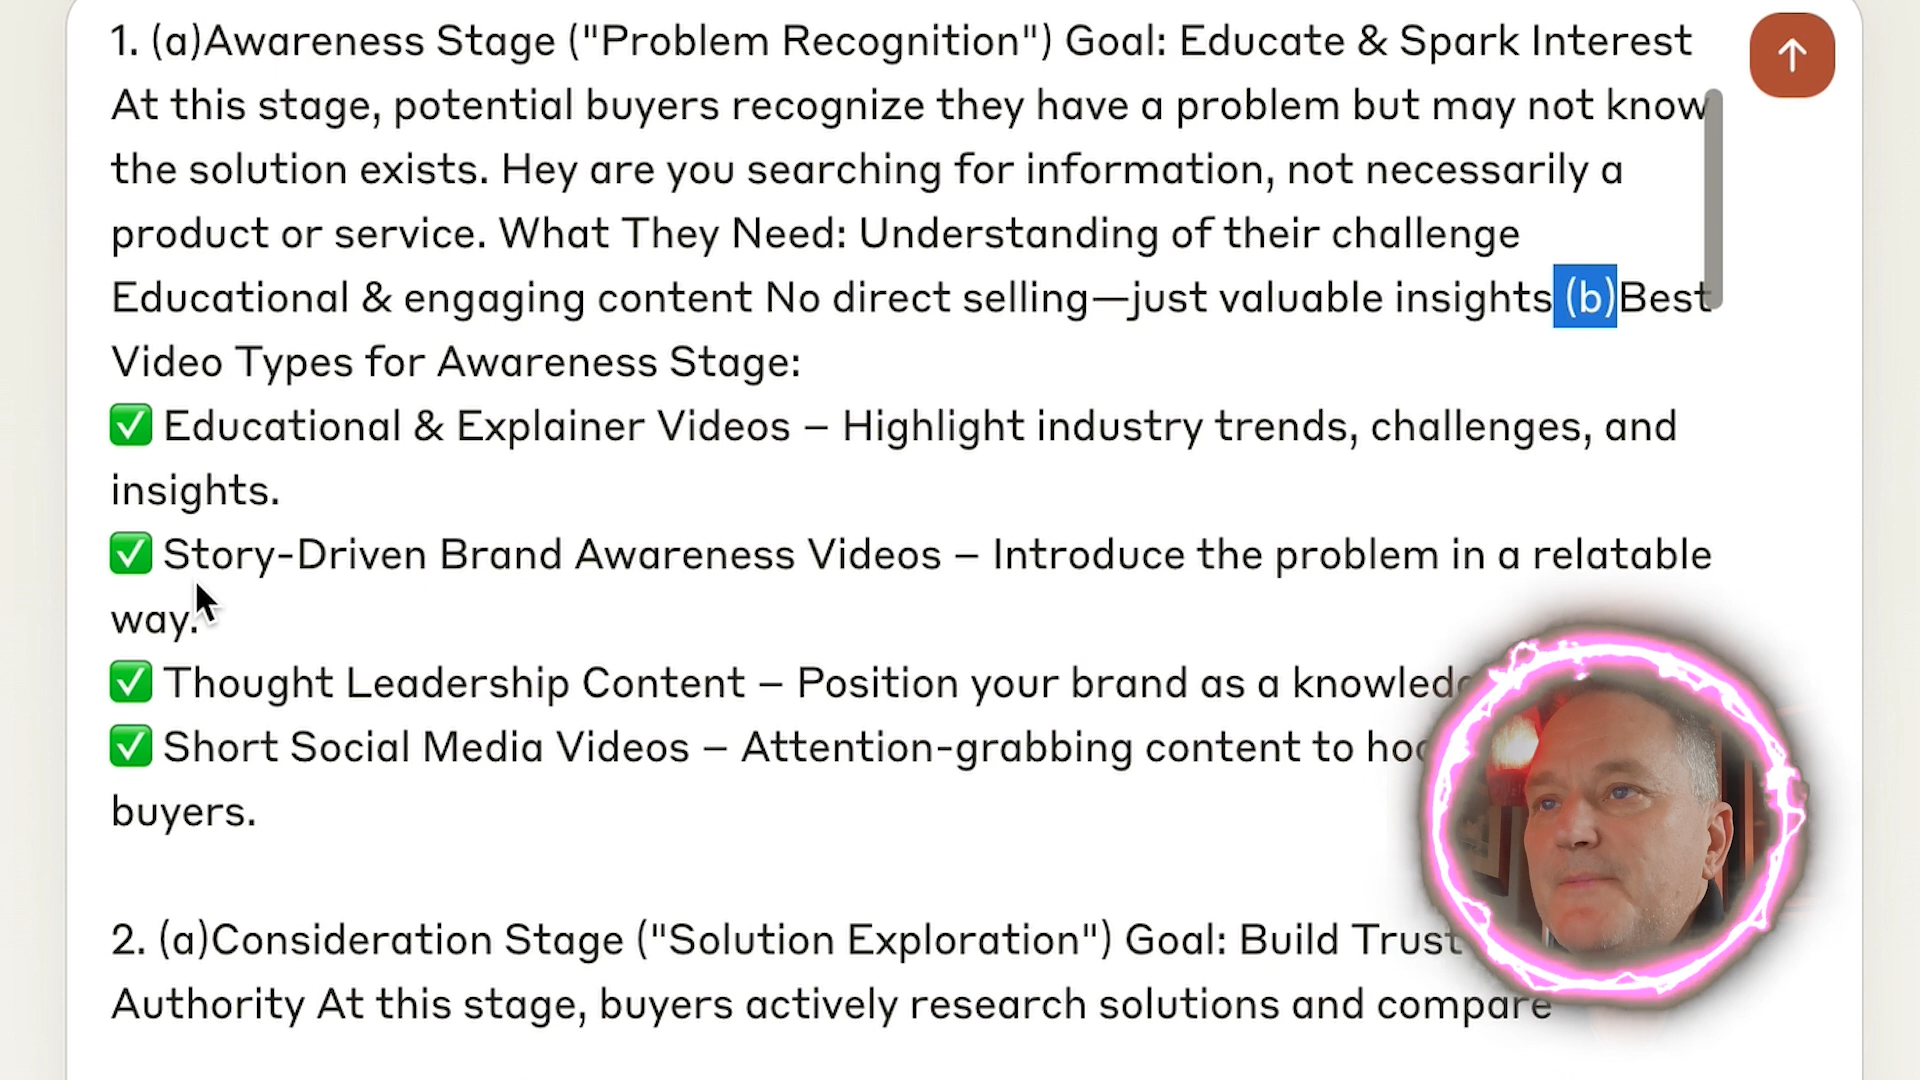 1. (a)Awareness Stage ("Problem Recognition") Goal: Educate & Spark Interest
At this stage, potential buyers recognize they have a problem but may not know
the solution exists. Hey are you searching for information, not necessarily a
product or service. What They Need: Understanding of their challenge
Educational & engaging content No direct selling—just valuable insights (b)Best
Video Types for Awareness Stage:
✅ Educational & Explainer Videos – Highlight industry trends, challenges, and
insights.
✅ Story-Driven Brand Awareness Videos – Introduce the problem in a relatable
way.
✅ Thought Leadership Content – Position your brand as a
✅ Short Social Media Videos – Attention-grabbing content to
buyers.
2. (a)Consideration Stage ("Solution Exploration") Goal: Build Trust
Authority At this stage, buyers actively research solutions and compare